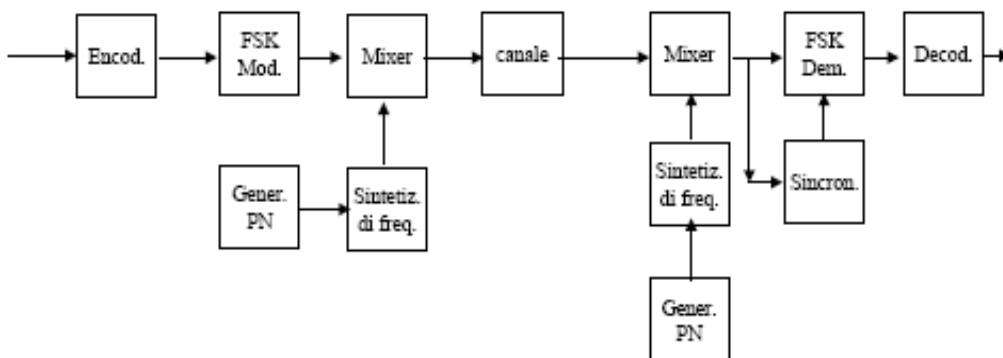 Encod.
FSK
Mod.
Mixer
canale
Mixer
FSK
Dem.
Decod.
Gener.
PN
Sintetiz.
di freq.
Sintetiz.
di freq.
Sincron.
Gener.
PN